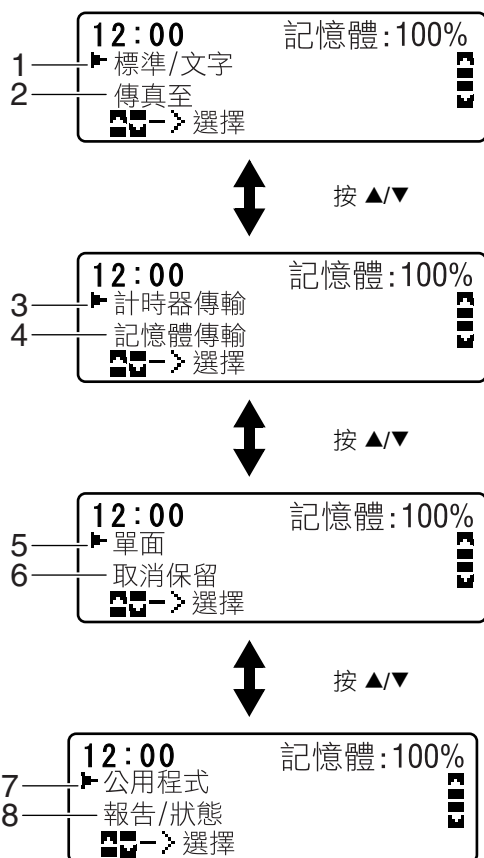 12:00 記憶體:100%
1 標準/文字
2 傳真至
–> 選擇
按 ▲/▼
12:00 記憶體:100%
3 計時器傳輸
4 記憶體傳輸
–> 選擇
按 ▲/▼
12:00 記憶體:100%
5 單面
6 取消保留
–> 選擇
按 ▲/▼
12:00 記憶體:100%
7 公用程式
8 報告/狀態
–> 選擇